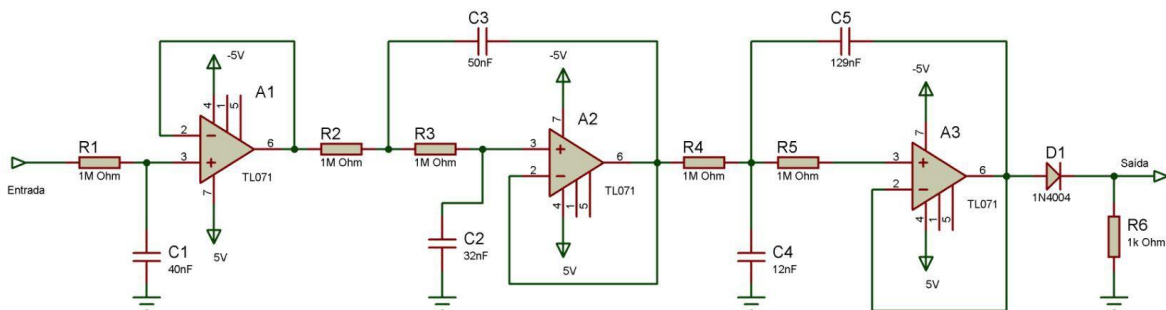 Entrada
R1
1M Ohm
C1
40nF
-5V
4
1
5
A1
2
3
6
TL071
7
5V
R2
1M Ohm
C3
50nF
R3
1M Ohm
C2
32nF
-5V
7
A2
3
2
6
TL071
4
1
5
5V
R4
1M Ohm
C5
129nF
R5
1M Ohm
C4
12nF
-5V
7
A3
3
2
6
TL071
4
1
5
5V
D1
1N4004
Saída
R6
1k Ohm